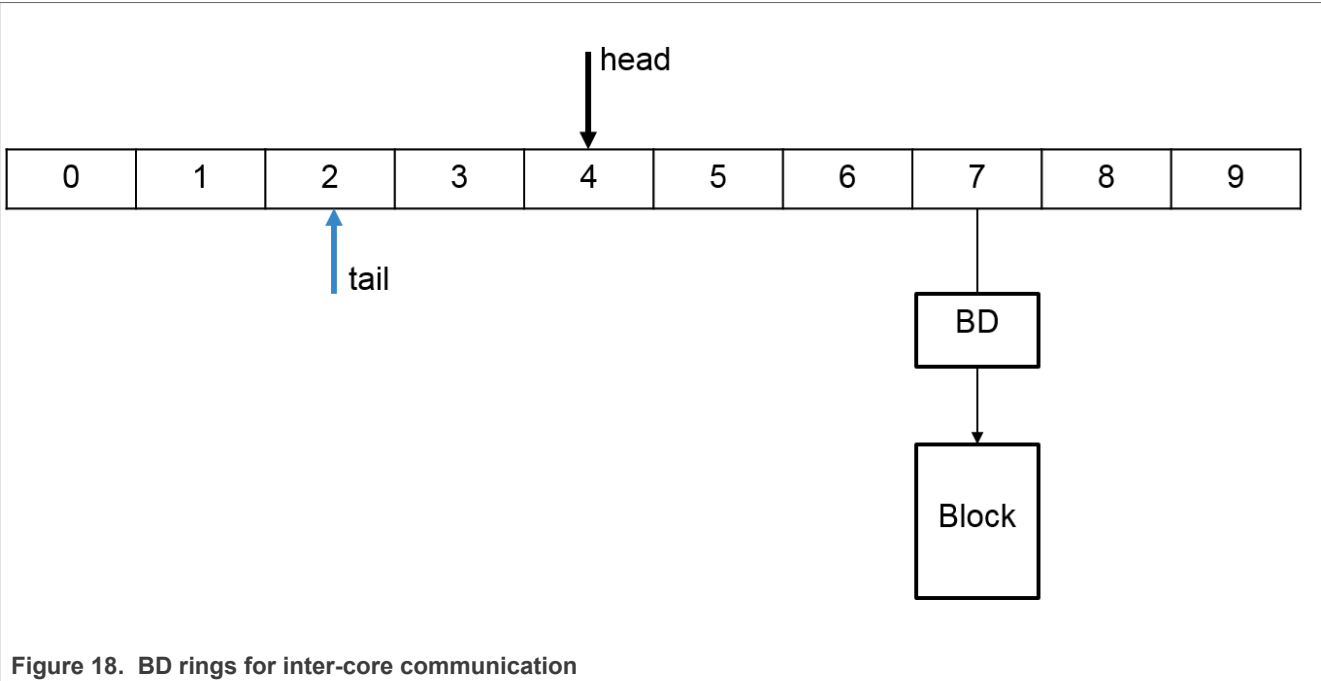 head
0 1 2 3 4 5 6 7 8 9
tail
BD
Block
Figure 18. BD rings for inter-core communication